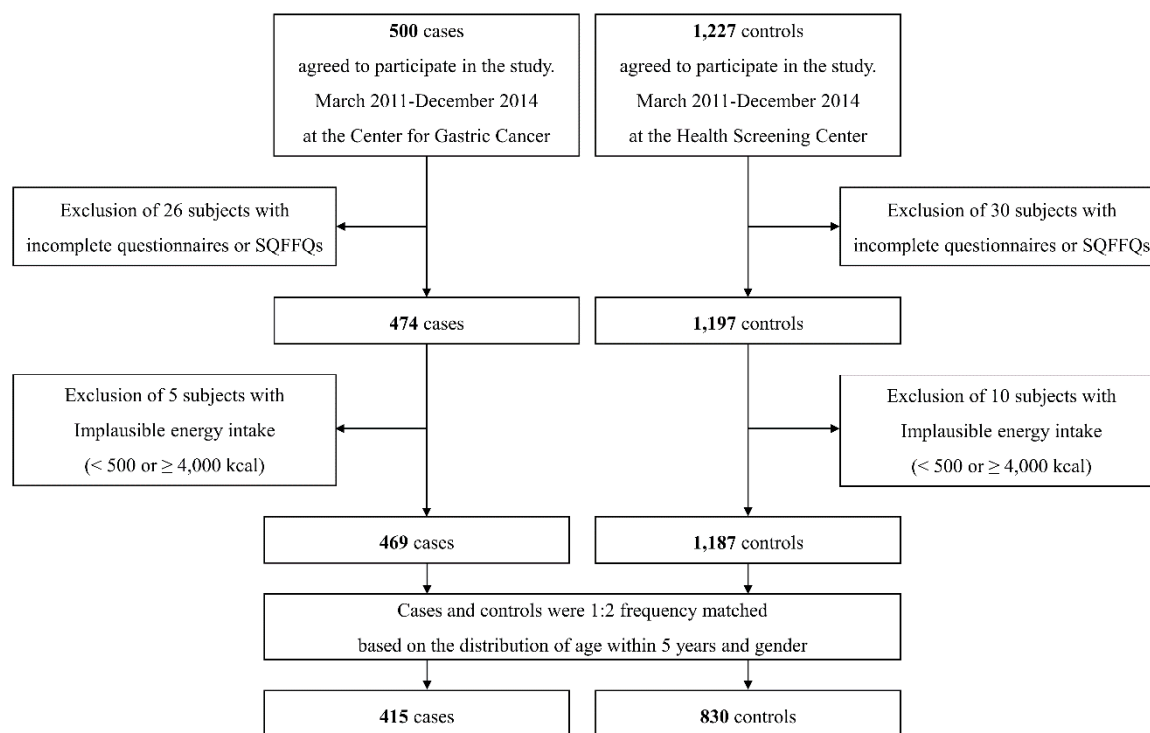 500 cases
agreed to participate in the study.
March 2011-December 2014
at the Center for Gastric Cancer
1,227 controls
agreed to participate in the study.
March 2011-December 2014
at the Health Screening Center
Exclusion of 26 subjects with
incomplete questionnaires or SQFFQs
Exclusion of 30 subjects with
incomplete questionnaires or SQFFQs
474 cases
1,197 controls
Exclusion of 5 subjects with
Implausible energy intake
(< 500 or ≥ 4,000 kcal)
Exclusion of 10 subjects with
Implausible energy intake
(< 500 or ≥ 4,000 kcal)
469 cases
1,187 controls
Cases and controls were 1:2 frequency matched
based on the distribution of age within 5 years and gender
415 cases
830 controls